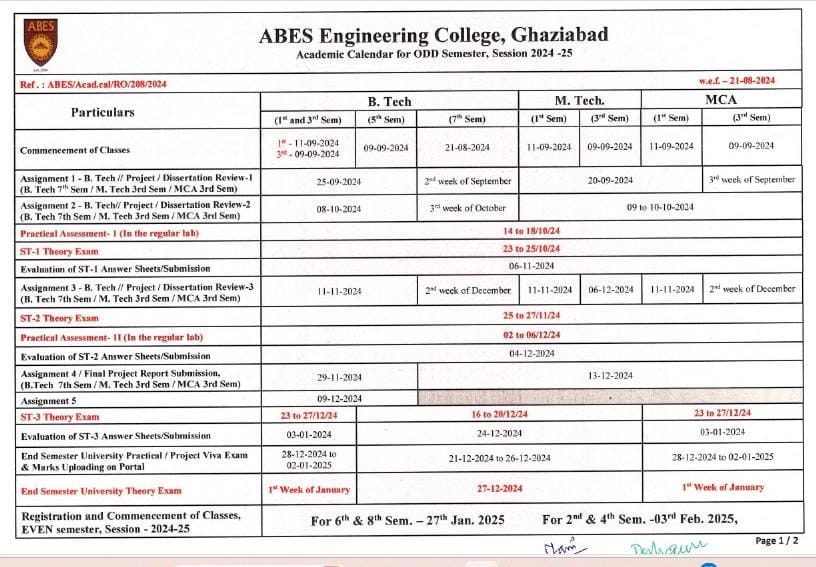 ABES
ABES Engineering College, Ghaziabad
Academic Calendar for ODD Semester, Session 2024 -25
Ref. : ABES/Acad.cal/RO/208/2024
w.e.f. – 21-08-2024
Particulars
B. Tech
M. Tech.
MCA
(1st and 3rd Sem)
(5th Sem)
(7th Sem)
(1st Sem)
(3rd Sem)
(1st Sem)
(3rd Sem)
Commencement of Classes
1st - 11-09-2024
3rd - 09-09-2024
09-09-2024
21-08-2024
11-09-2024
09-09-2024
11-09-2024
09-09-2024
Assignment 1 - B. Tech // Project / Dissertation Review-1
(B. Tech 7th Sem / M. Tech 3rd Sem / MCA 3rd Sem)
25-09-2024
2nd week of September
20-09-2024
3rd week of September
Assignment 2 - B. Tech// Project / Dissertation Review-2
(B. Tech 7th Sem / M. Tech 3rd Sem / MCA 3rd Sem)
08-10-2024
3rd week of October
09 to 10-10-2024
Practical Assessment- I (In the regular lab)
14 to 18/10/24
ST-1 Theory Exam
23 to 25/10/24
Evaluation of ST-1 Answer Sheets/Submission
06-11-2024
Assignment 3 - B. Tech // Project / Dissertation Review-3
(B. Tech 7th Sem / M. Tech 3rd Sem / MCA 3rd Sem)
11-11-2024
2nd week of December
11-11-2024
06-12-2024
11-11-2024
2nd week of December
ST-2 Theory Exam
25 to 27/11/24
Practical Assessment- II (In the regular lab)
02 to 06/12/24
Evaluation of ST-2 Answer Sheets/Submission
04-12-2024
Assignment 4 / Final Project Report Submission,
(B.Tech 7th Sem / M. Tech 3rd Sem / MCA 3rd Sem)
29-11-2024
13-12-2024
Assignment 5
09-12-2024
ST-3 Theory Exam
23 to 27/12/24
16 to 20/12/24
23 to 27/12/24
Evaluation of ST-3 Answer Sheets/Submission
03-01-2024
24-12-2024
03-01-2024
End Semester University Practical / Project Viva Exam
& Marks Uploading on Portal
28-12-2024 to
02-01-2025
21-12-2024 to 26-12-2024
28-12-2024 to 02-01-2025
End Semester University Theory Exam
1st Week of January
27-12-2024
1st Week of January
Registration and Commencement of Classes,
EVEN semester, Session - 2024-25
For 6th & 8th Sem. – 27th Jan. 2025
For 2nd & 4th Sem. -03rd Feb. 2025,
Page 1 / 2